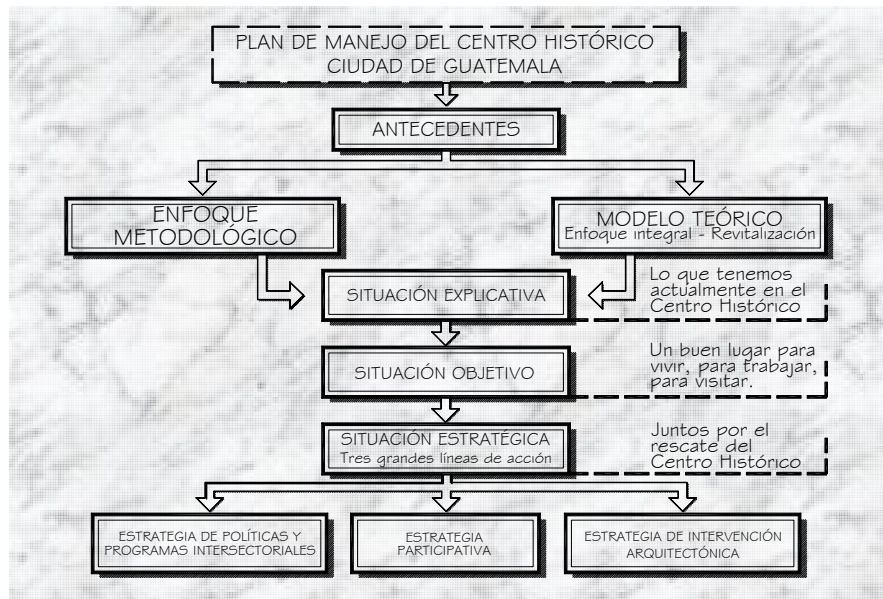 PLAN DE MANEJO DEL CENTRO HISTÓRICO
CIUDAD DE GUATEMALA
ANTECEDENTES
ENFOQUE
METODOLÓGICO
MODELO TEÓRICO
Enfoque integral - Revitalización
SITUACIÓN EXPLICATIVA
Lo que tenemos
actualmente en el
Centro Histórico
SITUACIÓN OBJETIVO
Un buen lugar para
vivir, para trabajar,
para visitar.
SITUACIÓN ESTRATÉGICA
Tres grandes líneas de acción
Juntos por el
rescate del
Centro Histórico
ESTRATEGIA DE POLÍTICAS Y
PROGRAMAS INTERSECTORIALES
ESTRATEGIA
PARTICIPATIVA
ESTRATEGIA DE INTERVENCIÓN
ARQUITECTÓNICA